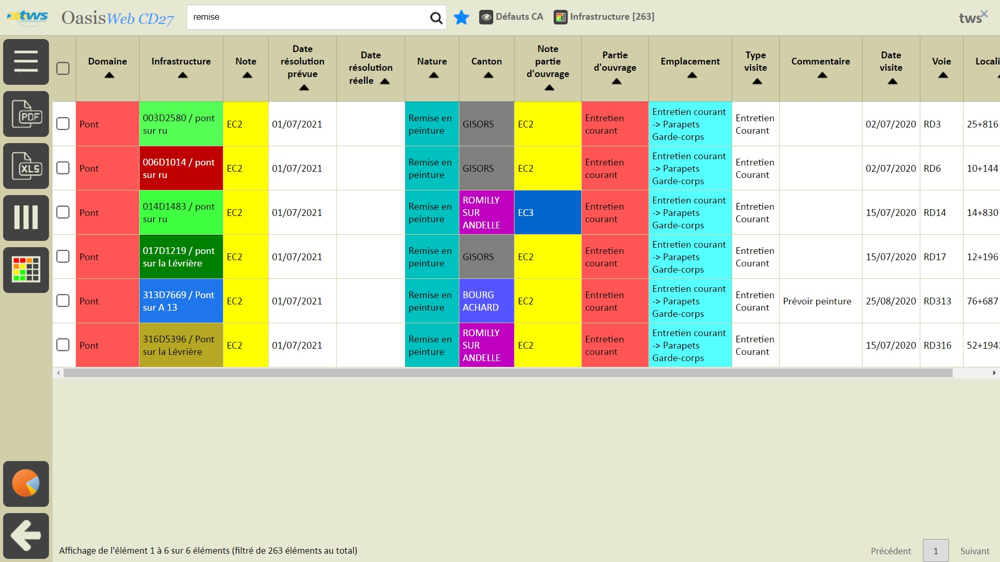 tws OasisWeb CD27 remise Défauts CA Infrastructure [263] tws
Domaine Infrastructure Note Date résolution prévue Date résolution réelle Nature Canton Note partie d'ouvrage Partie d'ouvrage Emplacement Type visite Commentaire Date visite Voie Locali
PDF
XLS
Pont 003D2580 / pont sur ru EC2 01/07/2021 Remise en peinture GISORS EC2 Entretien courant Entretien courant -> Parapets Garde-corps Entretien Courant 02/07/2020 RD3 25+816
Pont 006D1014 / pont sur ru EC2 01/07/2021 Remise en peinture GISORS EC2 Entretien courant Entretien courant -> Parapets Garde-corps Entretien Courant 02/07/2020 RD6 10+144
Pont 014D1483 / pont sur ru EC2 01/07/2021 Remise en peinture ROMILLY SUR ANDELLE EC3 Entretien courant Entretien courant -> Parapets Garde-corps Entretien Courant 15/07/2020 RD14 14+830
Pont 017D1219 / pont sur la Lévrière EC2 01/07/2021 Remise en peinture GISORS EC2 Entretien courant Entretien courant -> Parapets Garde-corps Entretien Courant 15/07/2020 RD17 12+196
Pont 313D7669 / Pont sur A 13 EC2 01/07/2021 Remise en peinture BOURG ACHARD EC2 Entretien courant Entretien courant -> Parapets Garde-corps Entretien Courant Prévoir peinture 25/08/2020 RD313 76+687
Pont 316D5396 / Pont sur la Lévrière EC2 01/07/2021 Remise en peinture ROMILLY SUR ANDELLE EC2 Entretien courant Entretien courant -> Parapets Garde-corps Entretien Courant 15/07/2020 RD316 52+194
Affichage de l'élément 1 à 6 sur 6 éléments (filtré de 263 éléments au total) Précédent 1 Suivant